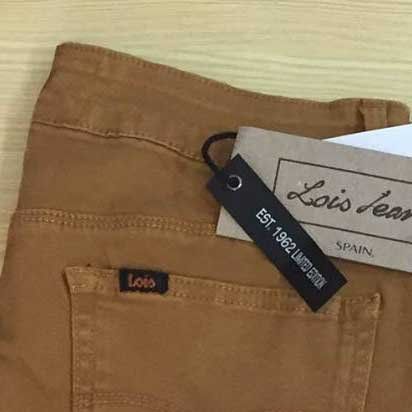 Lois Jean
SPAIN.
EST. 1962 LIMITED EDITION
Lois